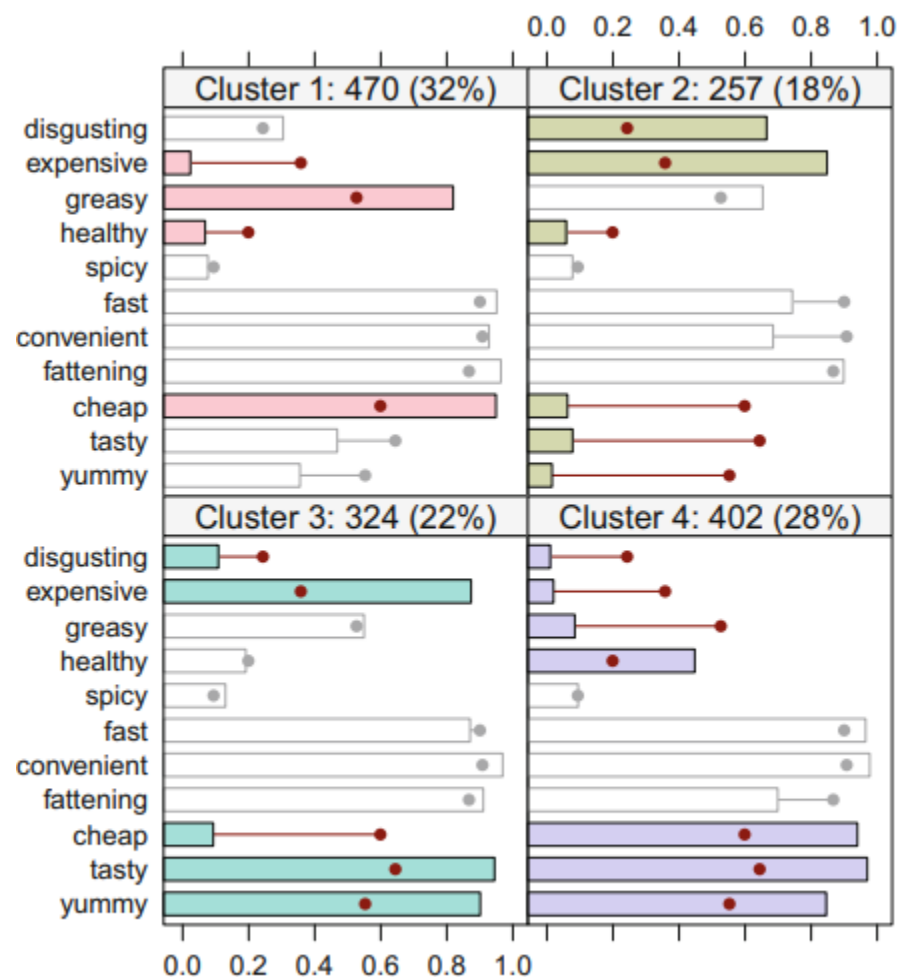 0.0 0.2 0.4 0.6 0.8 1.0
Cluster 1: 470 (32%) Cluster 2: 257 (18%)
disgusting
expensive
greasy
healthy
spicy
fast
convenient
fattening
cheap
tasty
yummy
Cluster 3: 324 (22%) Cluster 4: 402 (28%)
disgusting
expensive
greasy
healthy
spicy
fast
convenient
fattening
cheap
tasty
yummy
0.0 0.2 0.4 0.6 0.8 1.0